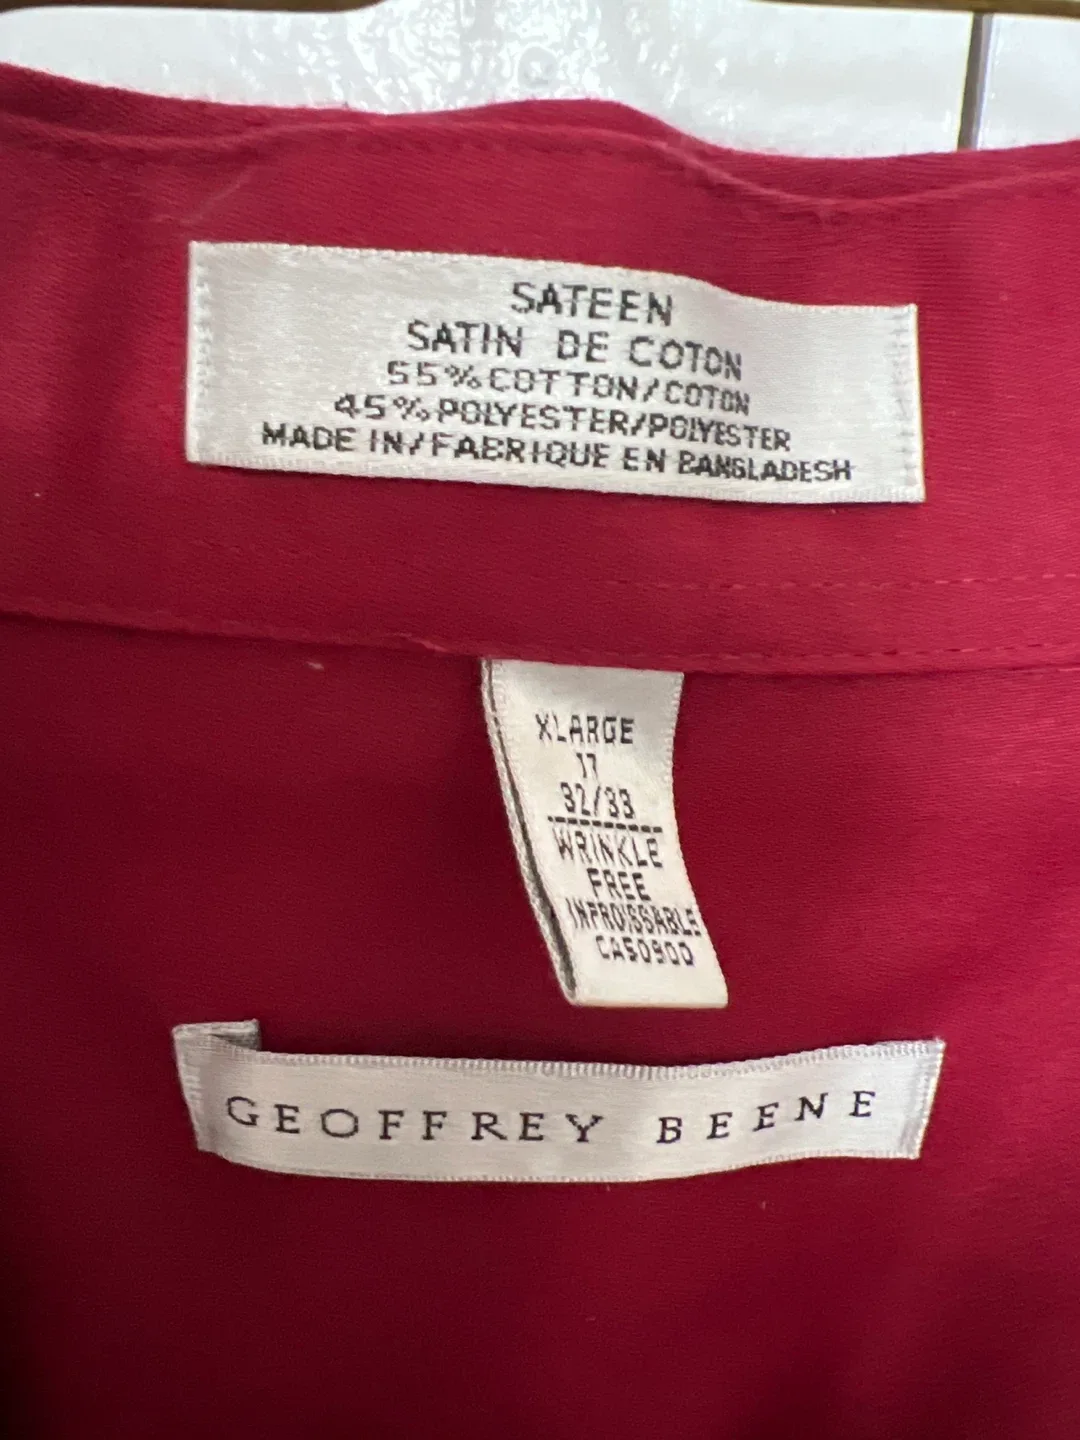 SATEEN
SATIN DE COTON
55% COTTON/COTON
45% POLYESTER/POLYESTER
MADE IN/FABRIQUE EN BANGLADESH
XLARGE
17
32/33
WRINKLE
FREE
INFROISSABLE
CA50900
GEOFFREY BEENE